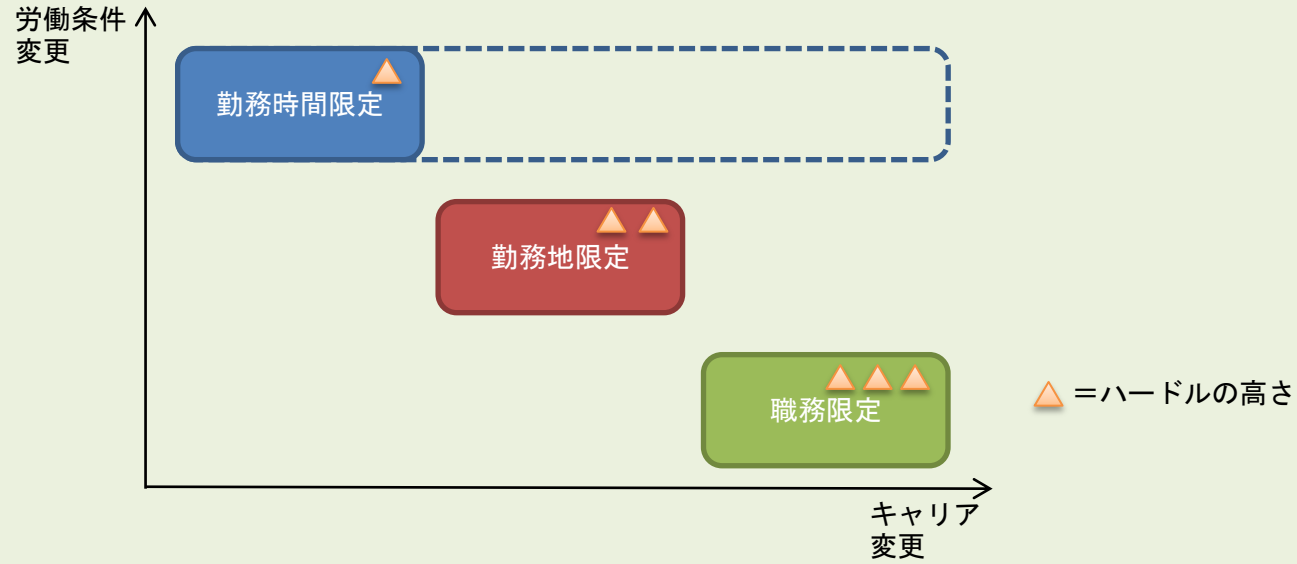 労働条件
変更
勤務時間限定
勤務地限定
職務限定
＝ハードルの高さ
キャリア
変更